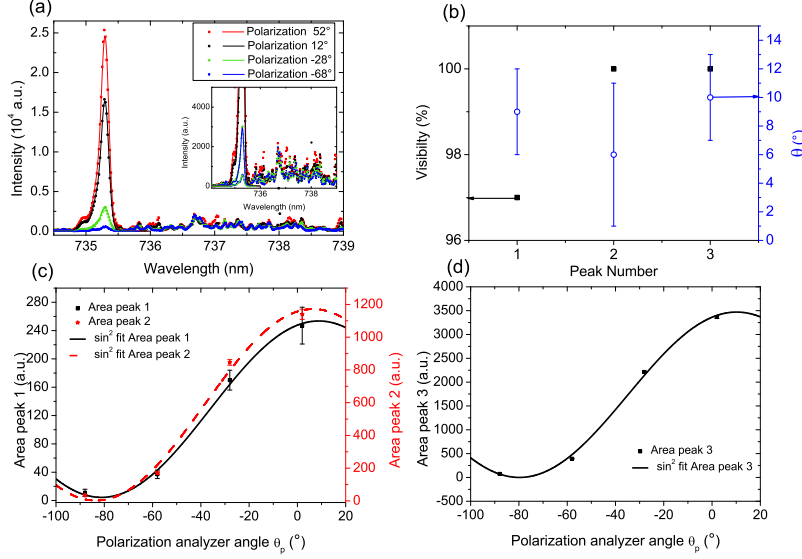 (a)
Polarization 52°
Polarization 12°
Polarization -28°
Polarization -68°
Intensity (10⁴ a.u.)
2.5
2.0
1.5
1.0
0.5
0.0
735 736 737 738 739
Wavelength (nm)
Intensity (a.u.)
4000
2000
0
736 738
Wavelength (nm)
(b)
Visibilty (%)
100
98
96
1 2 3
Peak Number
14
12
10
8
6
4
2
0
θ (°)
(c)
Area peak 1
Area peak 2
sin² fit Area peak 1
sin² fit Area peak 2
Area peak 1 (a.u.)
280
240
200
160
120
80
40
0
-100 -80 -60 -40 -20 0 20
Polarization analyzer angle θp (°)
1200
1000
800
600
400
200
0
Area peak 2 (a.u.)
(d)
Area peak 3 (a.u.)
4000
3500
3000
2500
2000
1500
1000
500
0
-500
Area peak 3
sin² fit Area peak 3
-100 -80 -60 -40 -20 0 20
Polarization analyzer angle θp (°)